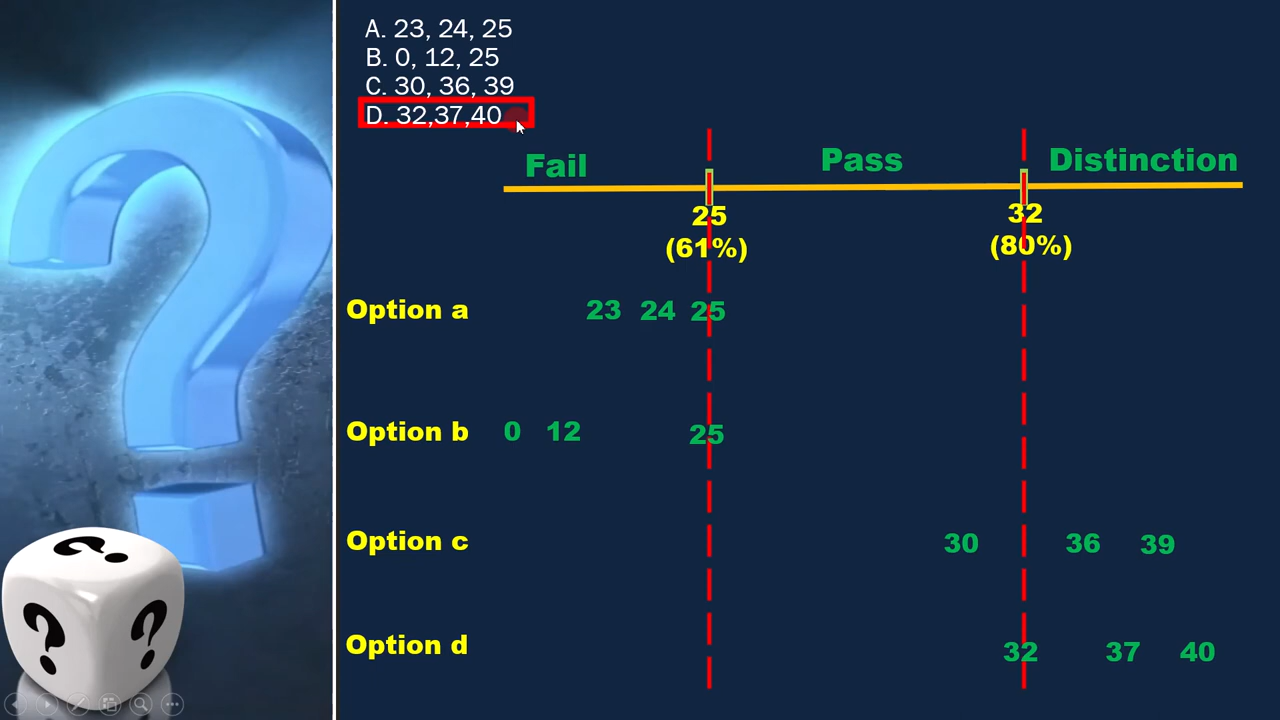 A. 23, 24, 25
B. 0, 12, 25
C. 30, 36, 39
D. 32,37,40
Fail Pass Distinction
25 32
(61%) (80%)
Option a 23 24 25
Option b 0 12 25
Option c 30 36 39
Option d 32 37 40
? ? ?
?